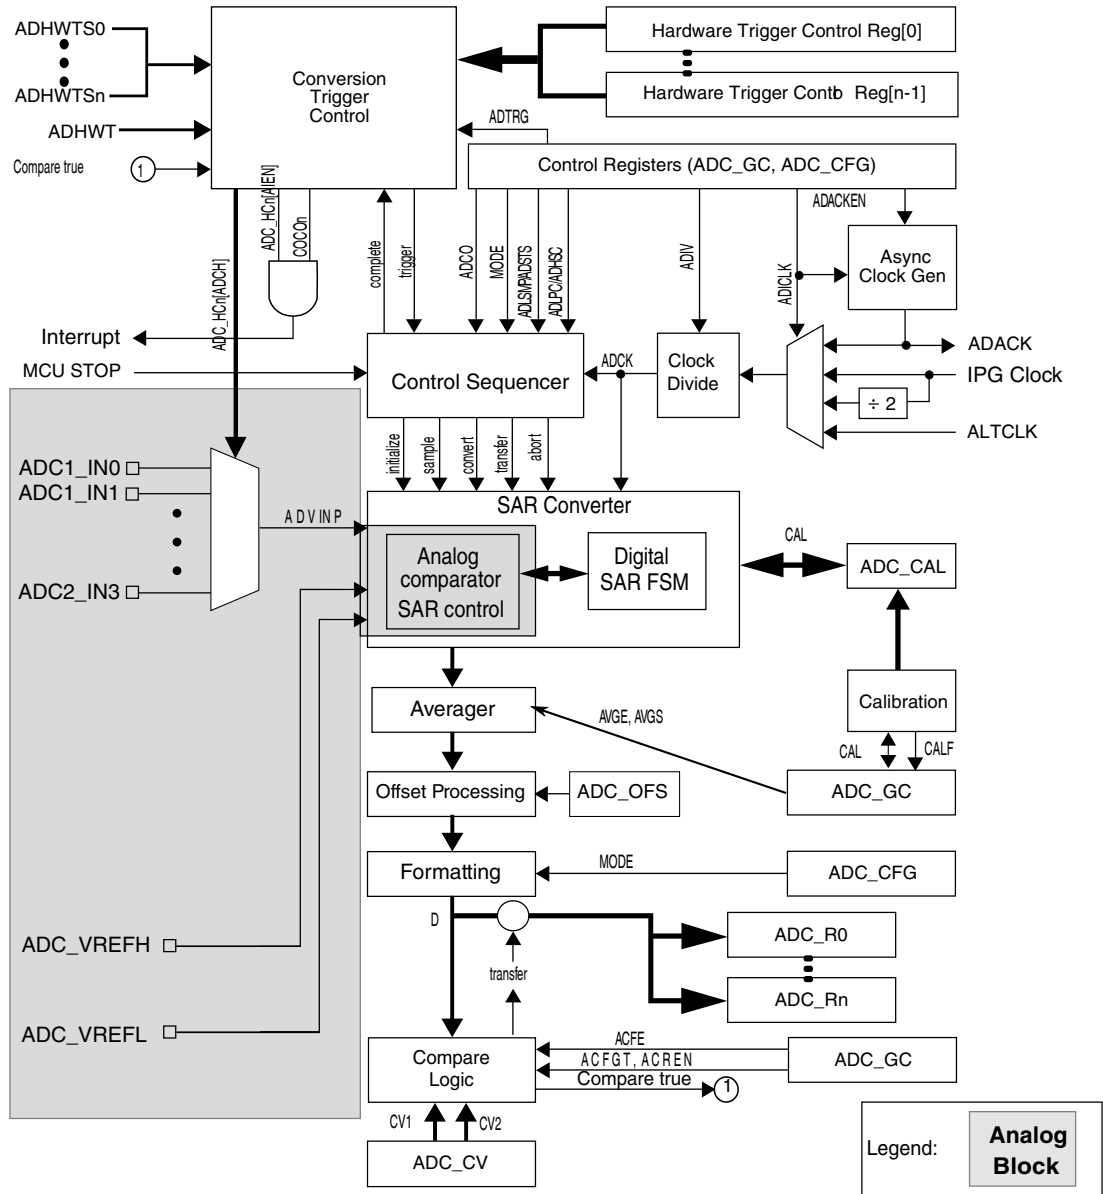 ADHWTS0
ADHWTSn
ADHWT
Compare true
1
Conversion
Trigger
Control
Hardware Trigger Control Reg[0]
Hardware Trigger Contb Reg[n-1]
ADTRG
Control Registers (ADC_GC, ADC_CFG)
ADACKEN
Async
Clock Gen
ADC_HCn[ADCH]
ADC_HCn[AIEN]
COCOn
complete
trigger
ADCO
MODE
ADLSMP/ADSTS
ADLPC/ADHSC
ADIV
ADICLK
Interrupt
MCU STOP
Control Sequencer
ADCK
Clock
Divide
ADACK
IPG Clock
÷ 2
ALTCLK
initialize
sample
convert
transfer
abort
ADC1_IN0
ADC1_IN1
ADC2_IN3
ADVINP
SAR Converter
Analog
comparator
SAR control
Digital
SAR FSM
CAL
ADC_CAL
Calibration
CAL
CALF
ADC_GC
Averager
AVGE, AVGS
Offset Processing
ADC_OFS
Formatting
MODE
ADC_CFG
D
ADC_R0
ADC_Rn
transfer
ADC_VREFH
ADC_VREFL
Compare
Logic
ACFE
ACFGT, ACREN
Compare true
1
ADC_GC
CV1
CV2
ADC_CV
Legend:
Analog
Block